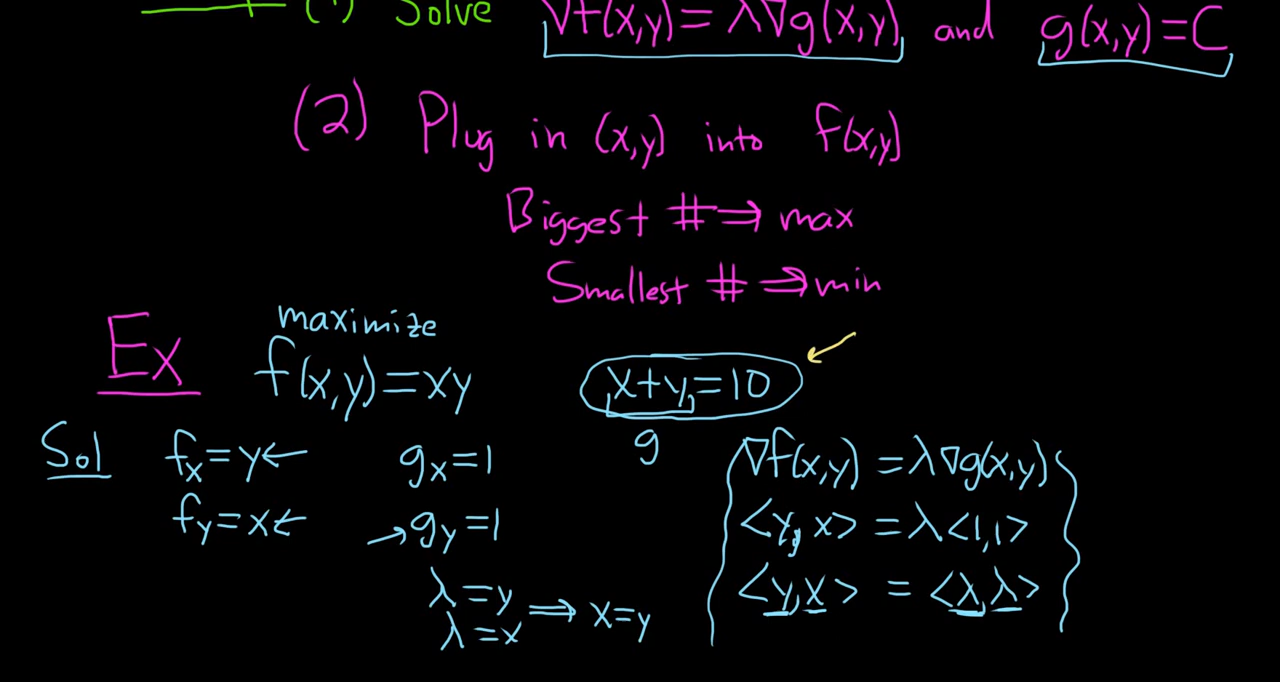 (1) Solve ∇f(x,y) = λ∇g(x,y) and g(x,y)=C
(2) Plug in (x,y) into f(x,y)
Biggest # ⇒ max
Smallest # ⇒ min
Ex maximize
f(x,y)=xy x+y=10
g
Sol fx=y← gx=1 ∇f(x,y) = λ∇g(x,y)
fy=x← →gy=1 <y, x> = λ<1,1>
λ=y <y,x> = <λ,λ>
λ=x ⇒ x=y